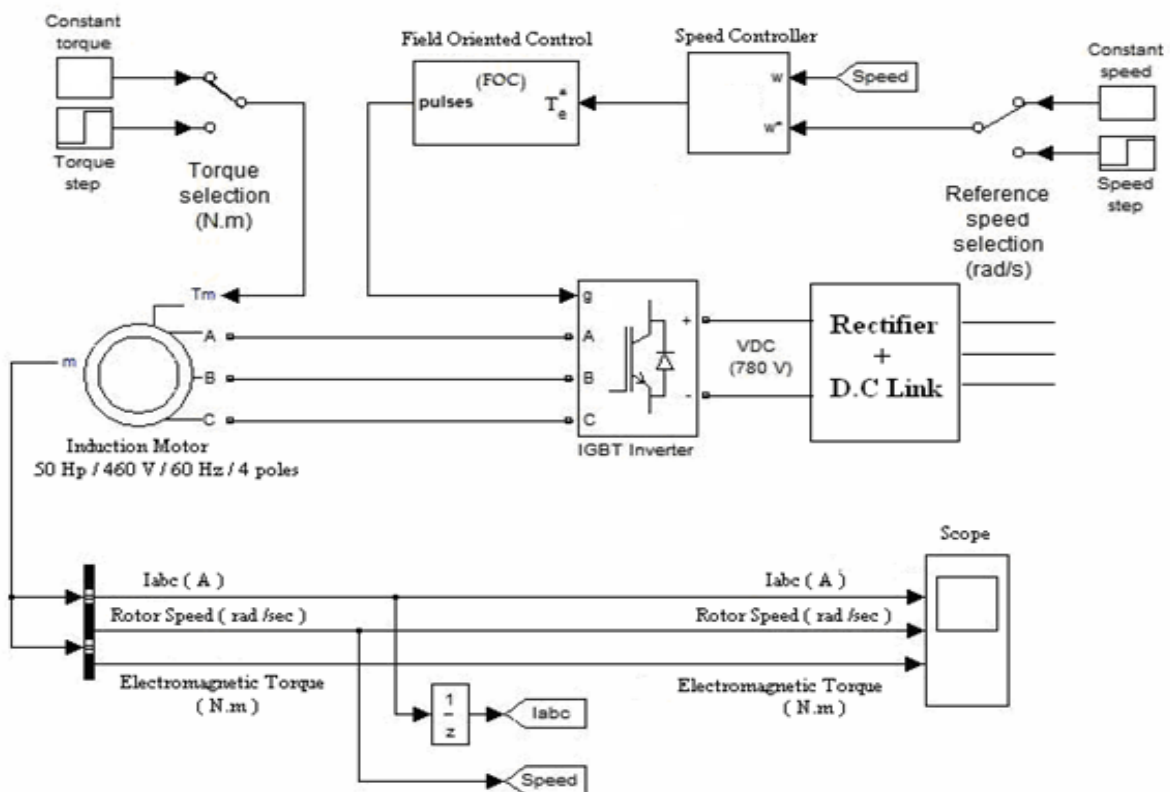 Constant
torque
Torque
step
Torque
selection
(N.m)
Field Oriented Control
(FOC)
pulses
T*e
Speed Controller
w
w*
Speed
Constant
speed
Speed
step
Reference
speed
selection
(rad/s)
Tm
m
A
B
C
Induction Motor
50 Hp / 460 V / 60 Hz / 4 poles
g
A
B
C
+
-
IGBT Inverter
VDC
(780 V)
Rectifier
+
D.C Link
Scope
Iabc ( A )
Iabc ( A )
Rotor Speed ( rad /sec )
Rotor Speed ( rad /sec )
Electromagnetic Torque
( N.m )
Electromagnetic Torque
( N.m )
1
z
Iabc
Speed